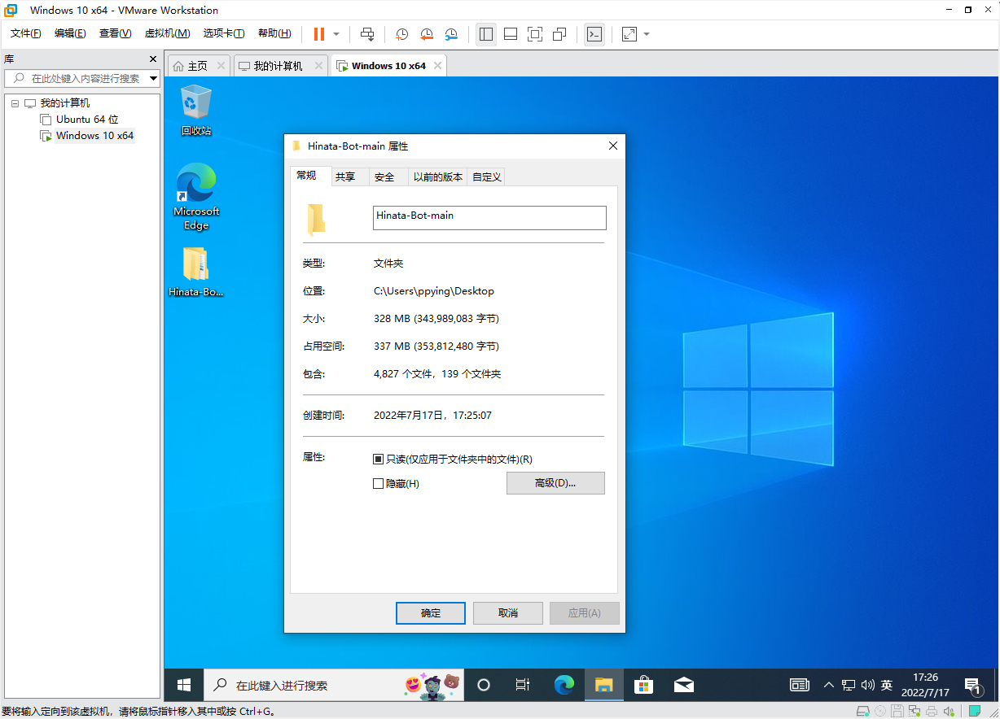 Windows 10 x64 - VMware Workstation
文件(F) 编辑(E) 查看(V) 虚拟机(M) 选项卡(T) 帮助(H)
库
在此处键入内容进行搜索
我的计算机
Ubuntu 64 位
Windows 10 x64
主页 我的计算机 Windows 10 x64
回收站
Microsoft
Edge
Hinata-Bo...
Hinata-Bot-main 属性
常规 共享 安全 以前的版本 自定义
Hinata-Bot-main
类型: 文件夹
位置: C:\Users\ppying\Desktop
大小: 328 MB (343,989,083 字节)
占用空间: 337 MB (353,812,480 字节)
包含: 4,827 个文件，139 个文件夹
创建时间: 2022年7月17日，17:25:07
属性: 只读(仅应用于文件夹中的文件)(R)
隐藏(H) 高级(D)...
确定 取消 应用(A)
在此键入进行搜索
英
17:26
2022/7/17
1
要将输入定向到该虚拟机，请将鼠标指针移入其中或按 Ctrl+G。